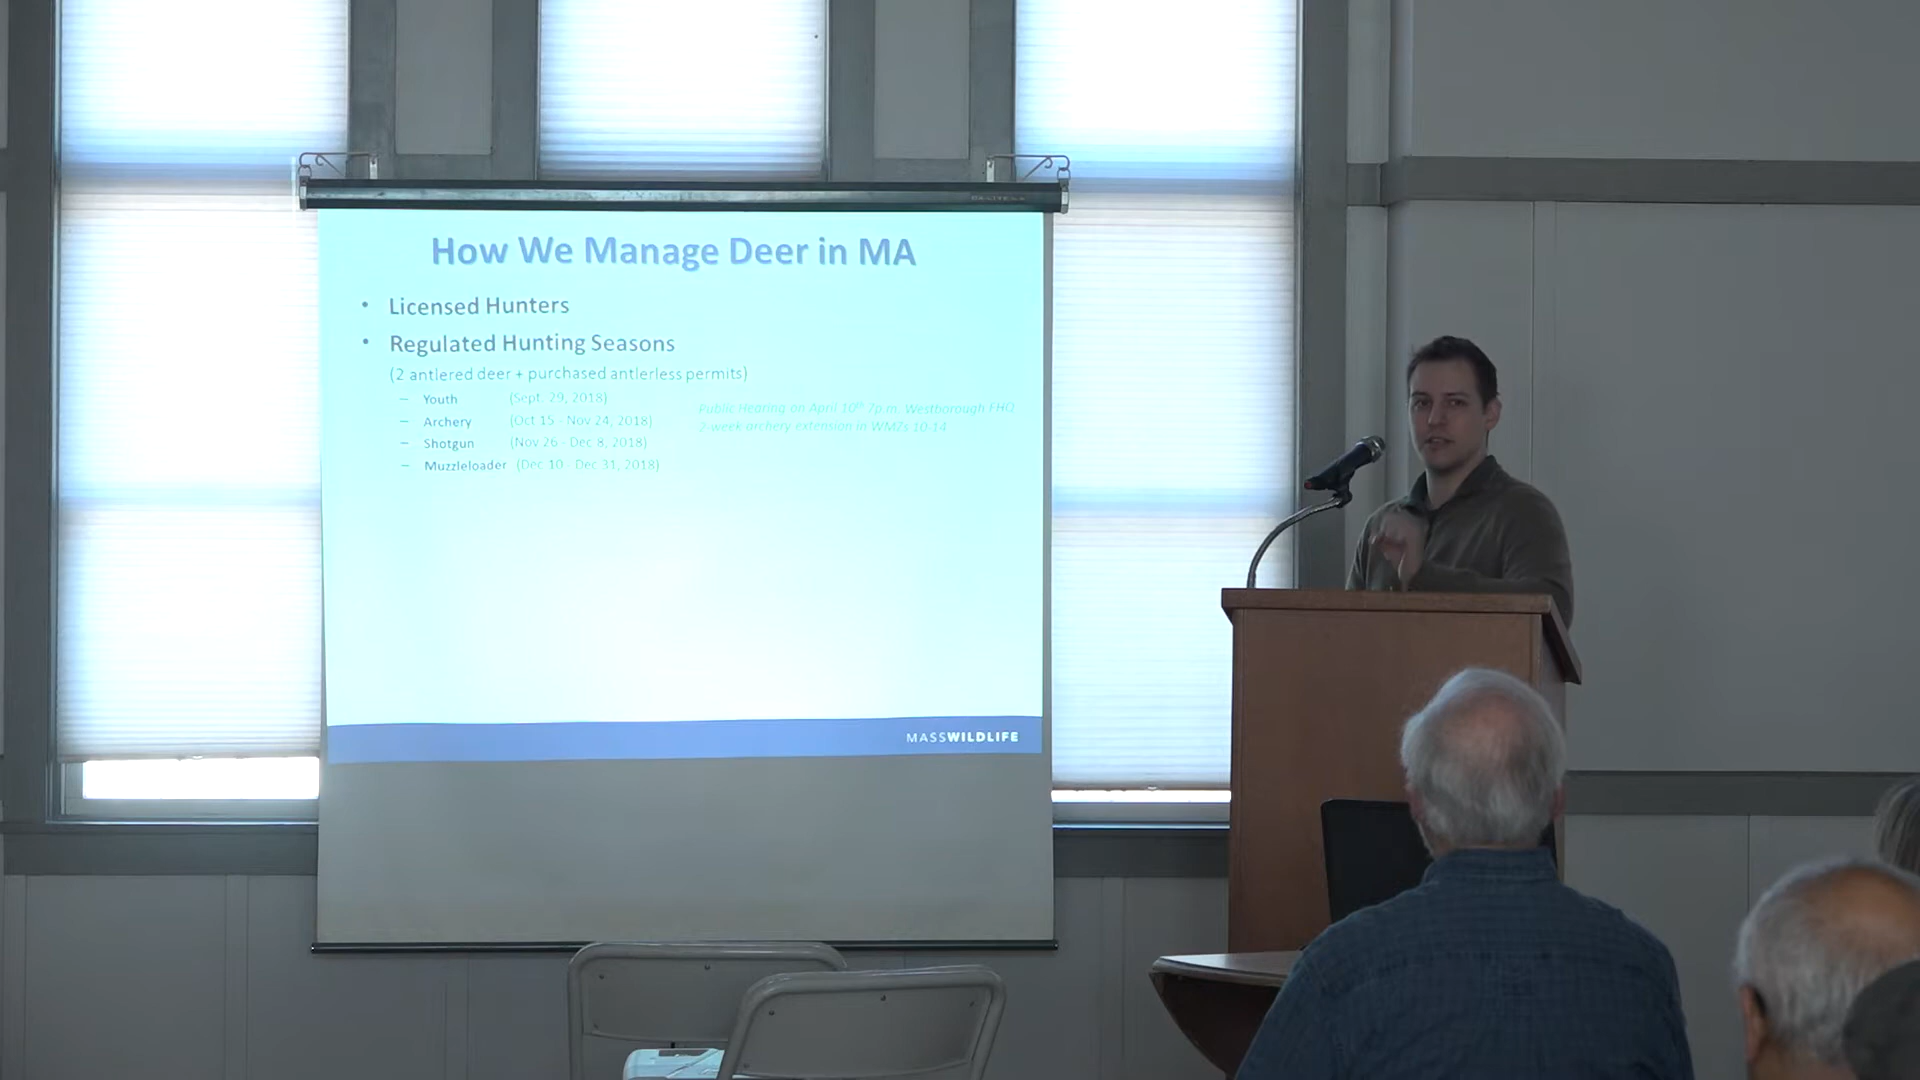 How We Manage Deer in MA
• Licensed Hunters
• Regulated Hunting Seasons
(2 antlered deer + purchased antlerless permits)
– Youth (Sept. 29, 2018)
– Archery (Oct 15 - Nov 24, 2018)
– Shotgun (Nov 26 - Dec 8, 2018)
– Muzzleloader (Dec 10 - Dec 31, 2018)
Public Hearing on April 10th 7p.m. Westborough FHQ
2-week archery extension in WMZs 10-14
MASSWILDLIFE